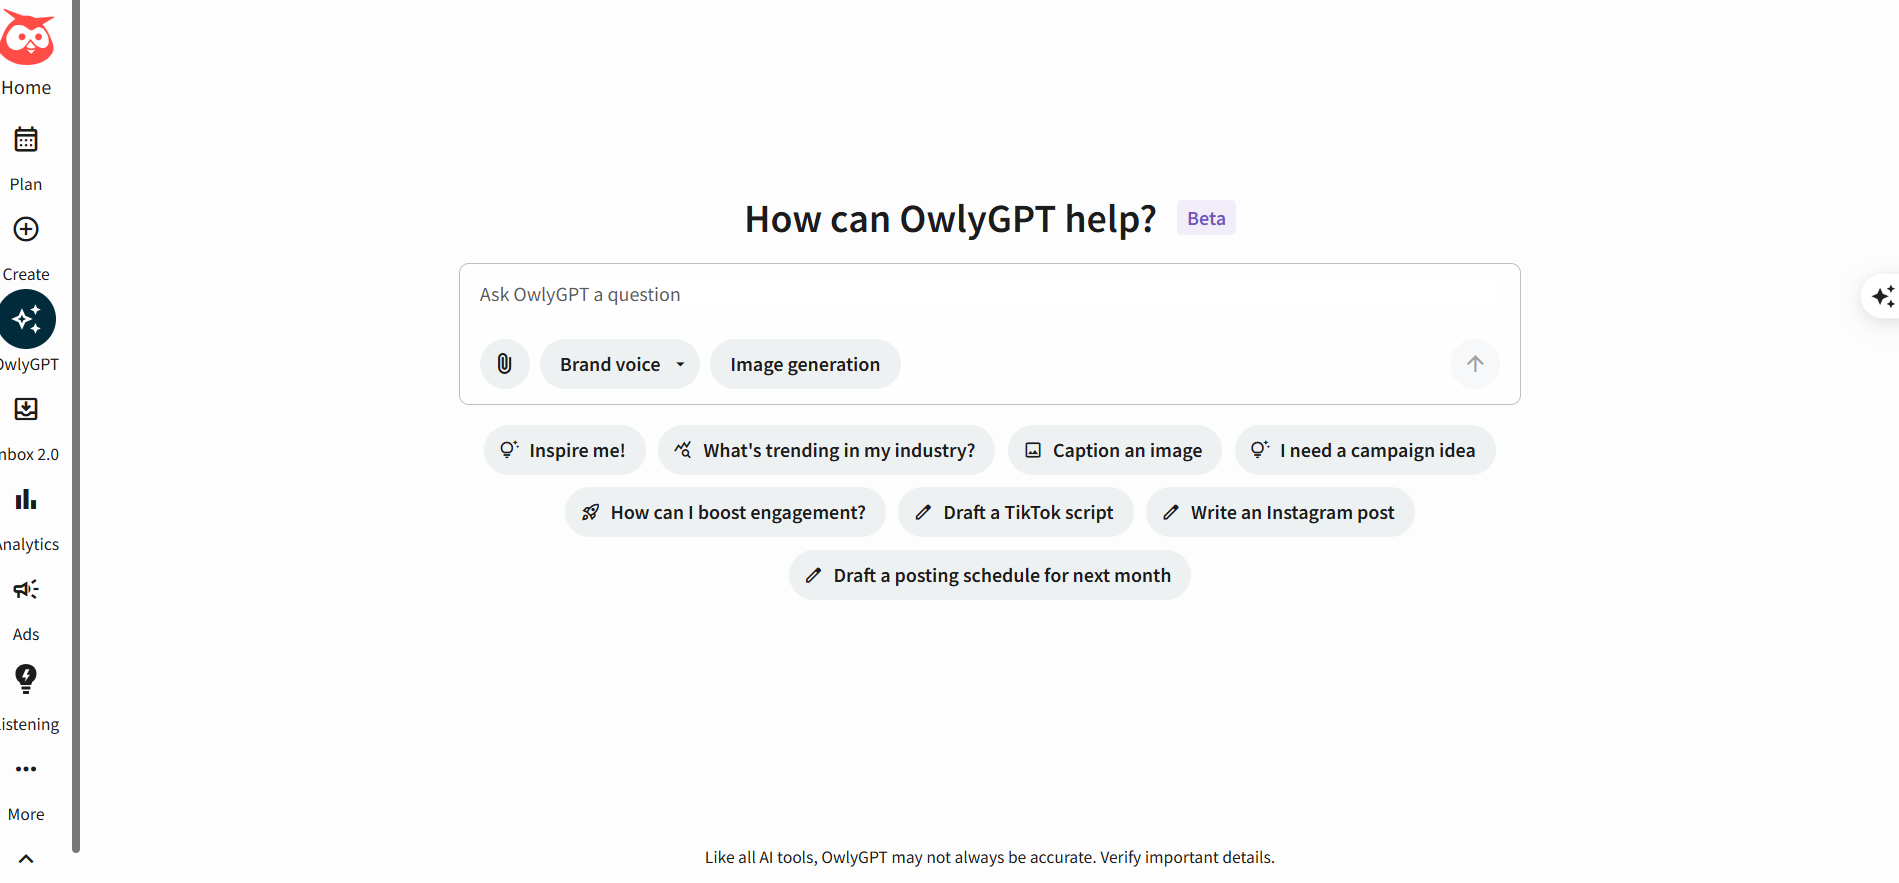 Home
Plan
Create
OwlyGPT
nbox 2.0
Analytics
Ads
istening
More
How can OwlyGPT help?
Beta
Ask OwlyGPT a question
Brand voice
Image generation
Inspire me!
What's trending in my industry?
Caption an image
I need a campaign idea
How can I boost engagement?
Draft a TikTok script
Write an Instagram post
Draft a posting schedule for next month
Like all AI tools, OwlyGPT may not always be accurate. Verify important details.